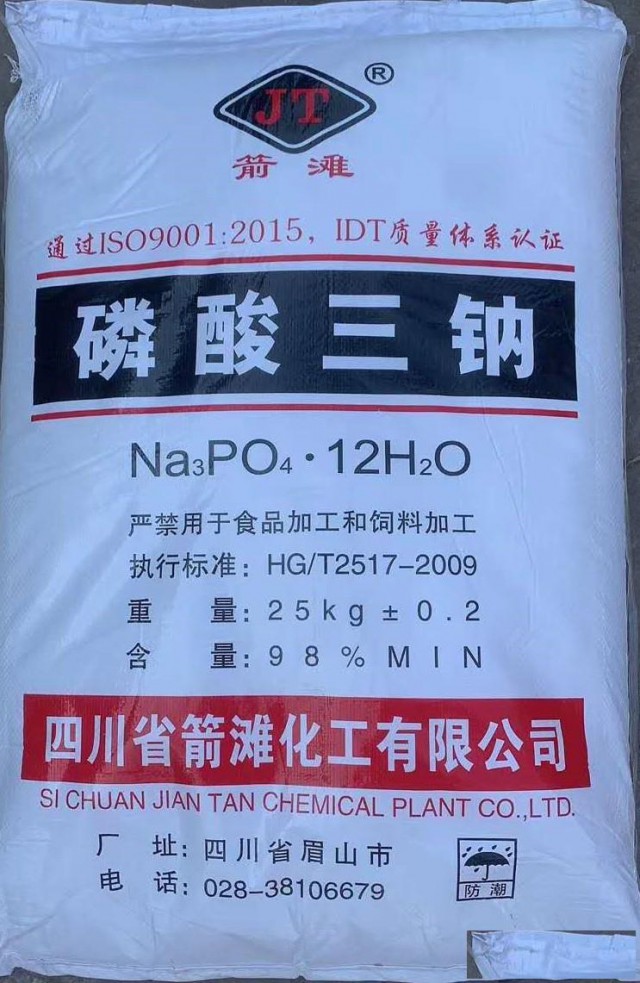 JT®
箭滩
通过ISO9001:2015，IDT质量体系认证
磷酸三钠
Na₃PO₄·12H₂O
严禁用于食品加工和饲料加工
执行标准：HG/T2517-2009
重 量：25kg±0.2
含 量：98%MIN
四川省箭滩化工有限公司
SI CHUAN JIAN TAN CHEMICAL PLANT CO.,LTD.
厂 址：四川省眉山市
电 话：028-38106679
防潮